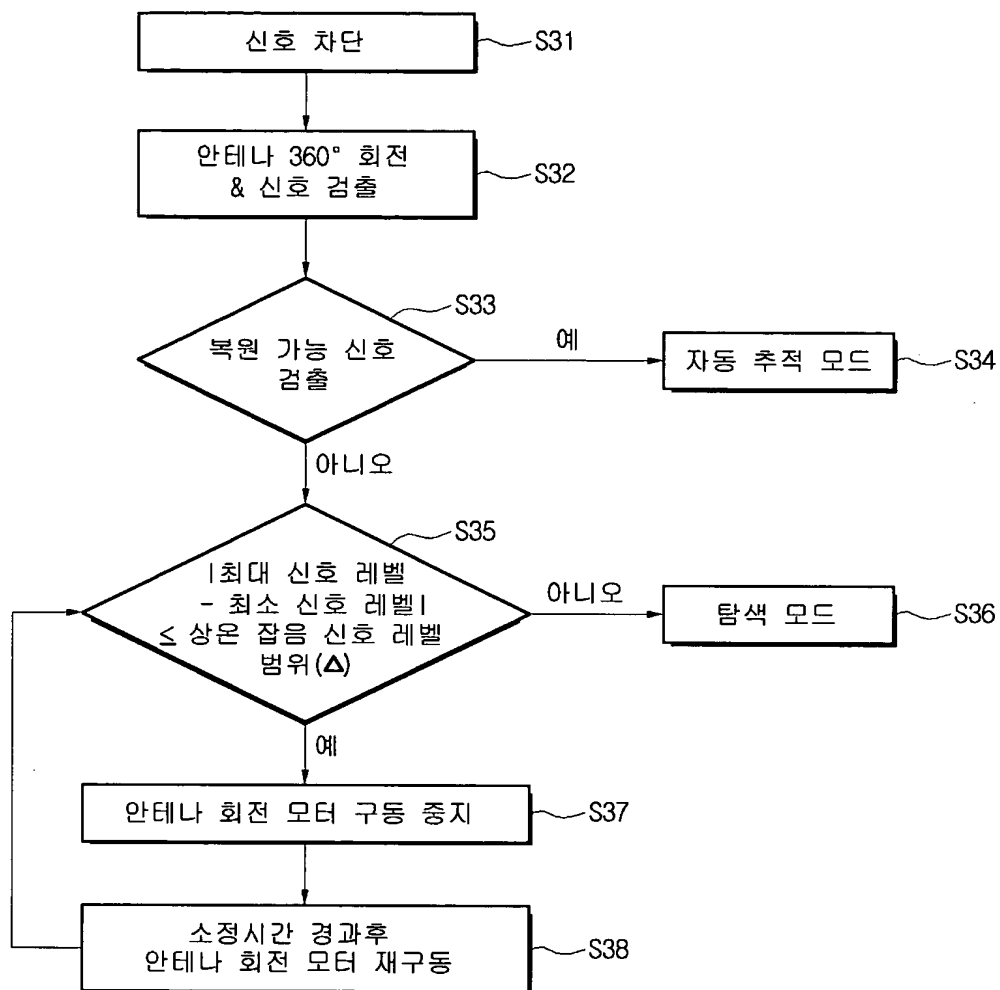 신호 차단
S31
안테나 360° 회전
& 신호 검출
S32
S33
복원 가능 신호
검출
예
자동 추적 모드
S34
아니오
S35
|최대 신호 레벨
- 최소 신호 레벨|
≤ 상온 잡음 신호 레벨
범위(Δ)
아니오
탐색 모드
S36
예
안테나 회전 모터 구동 중지
S37
소정시간 경과후
안테나 회전 모터 재구동
S38